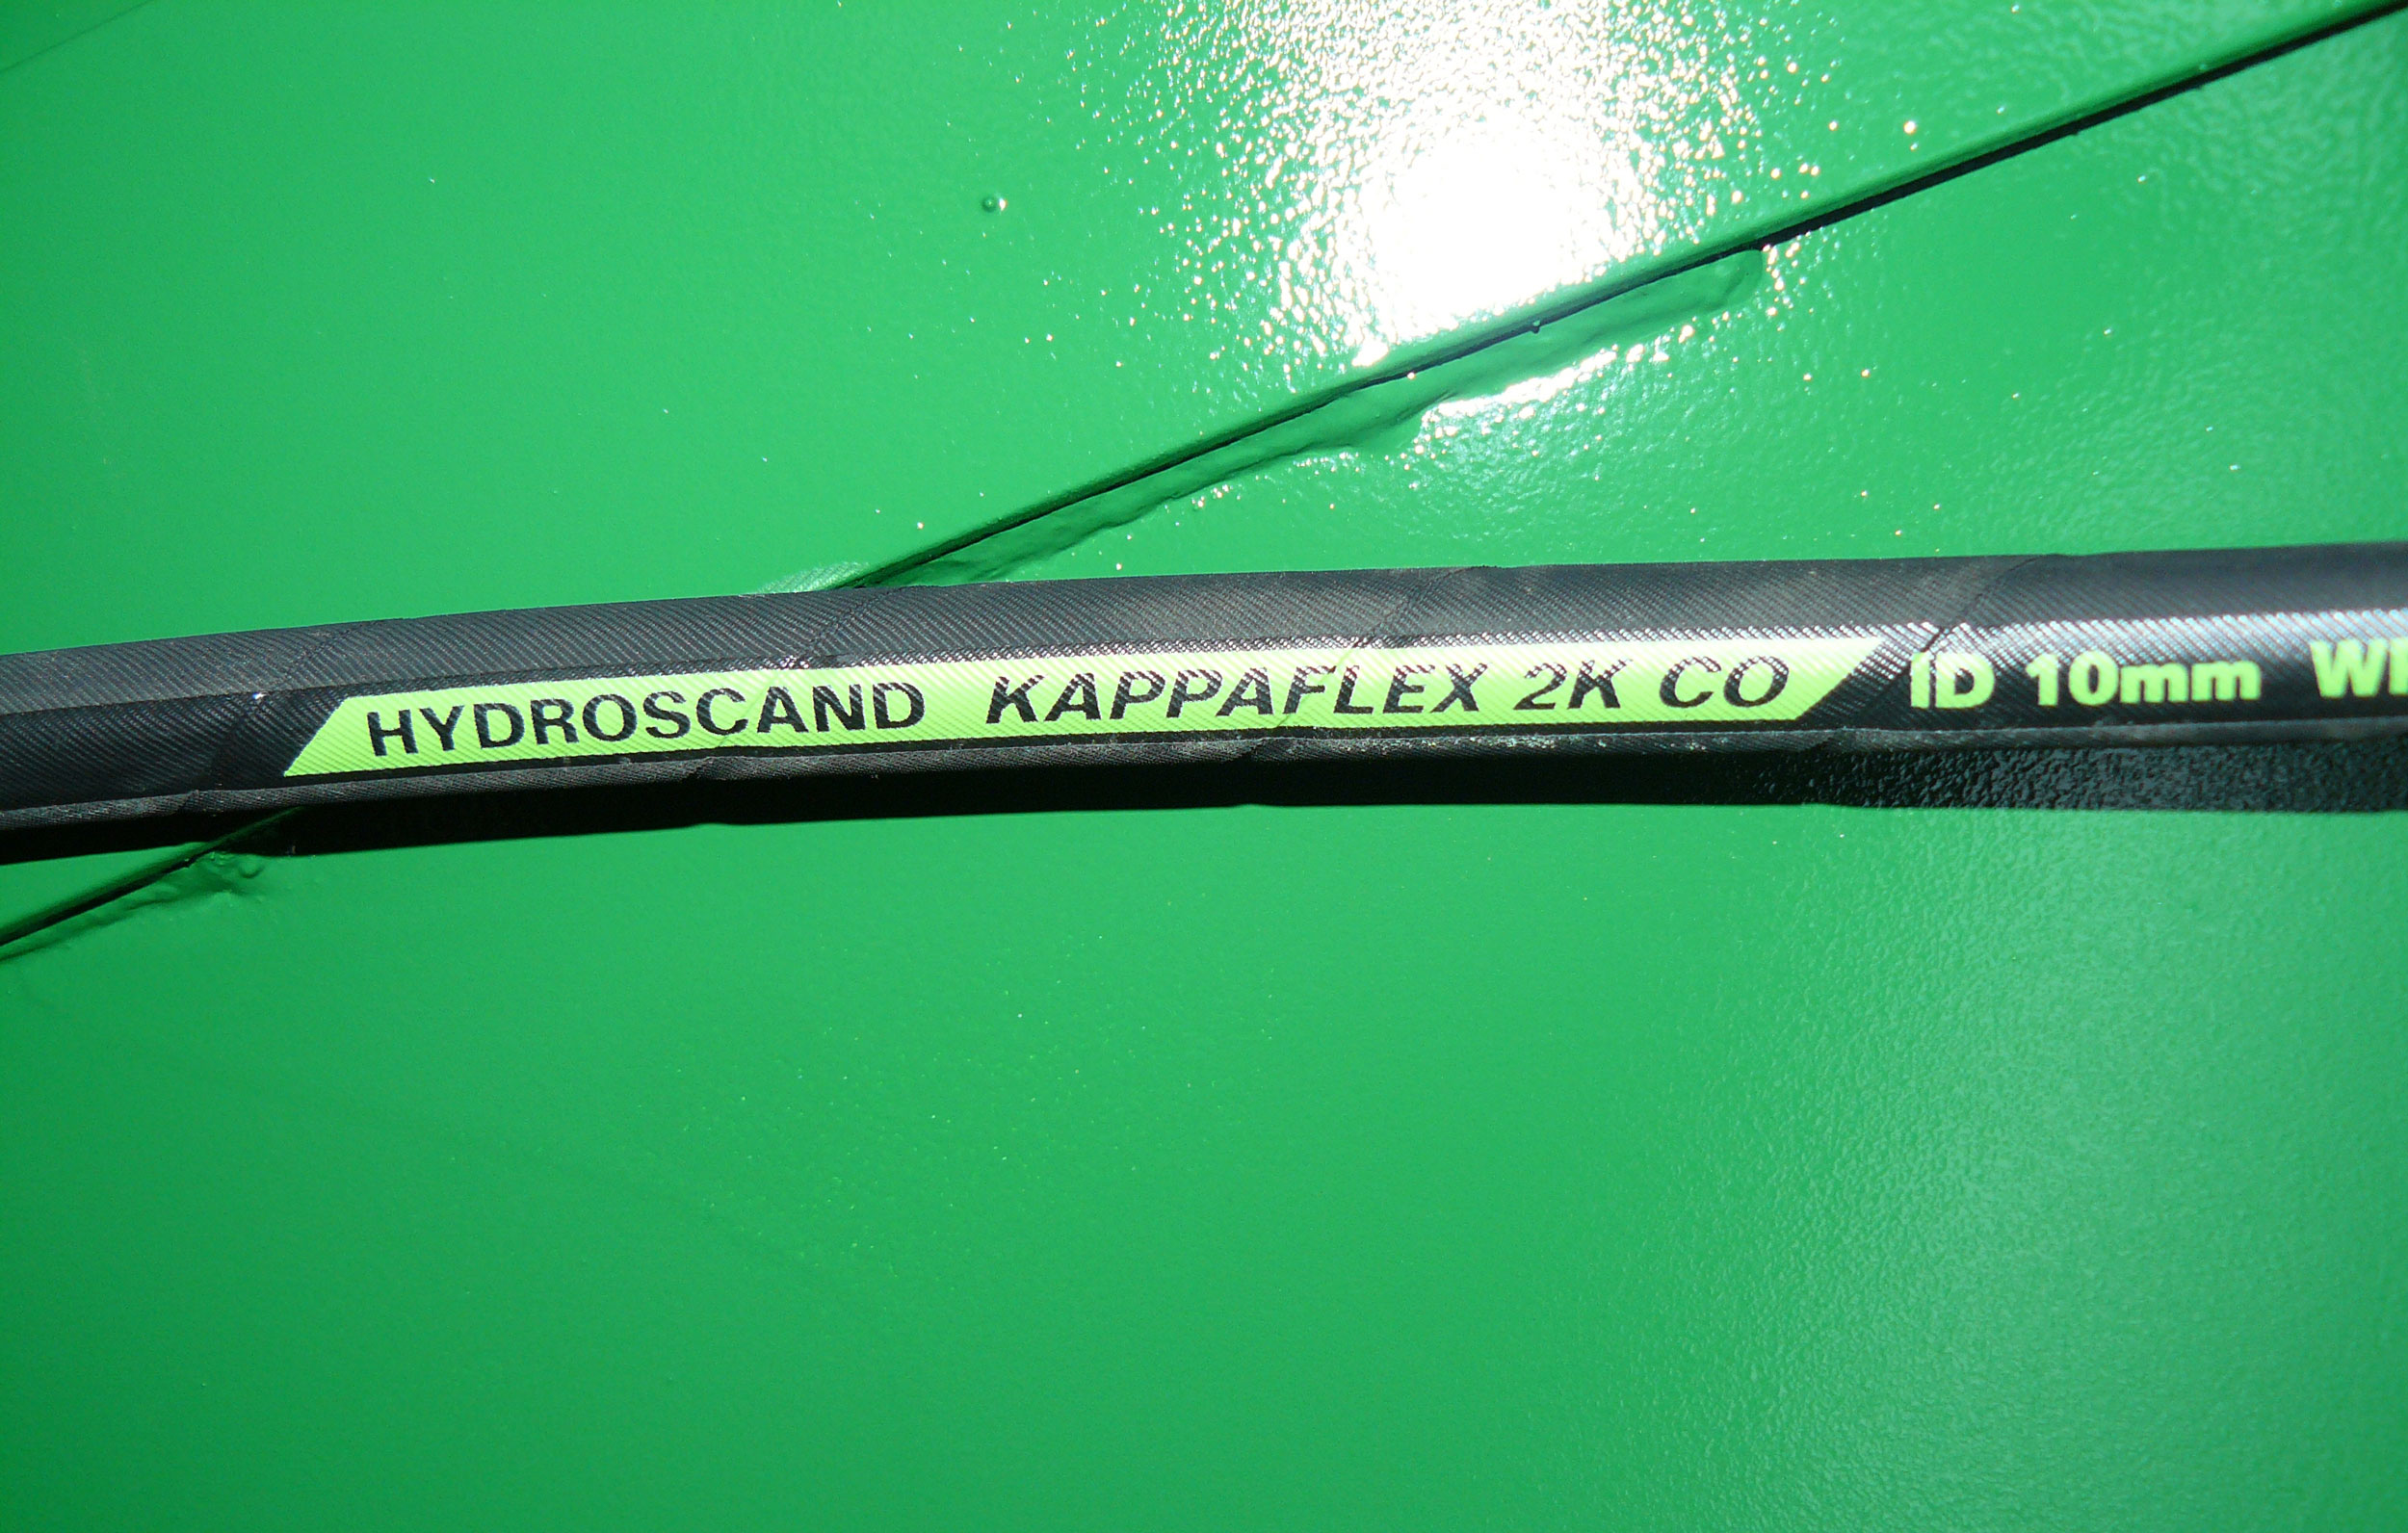 HYDROSCAND KAPPAFLEX 2K CO ID 10mm